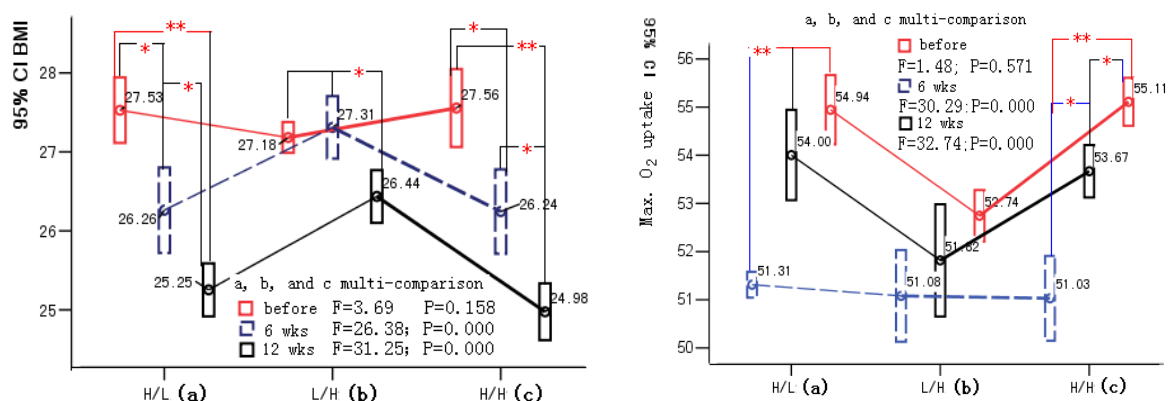 95% CI BMI
28
27
26
25
**
*
*
*
*
**
*
27.53
27.18
27.31
27.56
26.26
26.44
26.24
25.25
24.98
a, b, and c multi-comparison
before F=3.69 P=0.158
6 wks F=26.38; P=0.000
12 wks F=31.25; P=0.000
H/L (a) L/H (b) H/H (c)
95% CI
Max. O2 uptake
56
55
54
53
52
51
50
a, b, and c multi-comparison
before
F=1.48; P=0.571
6 wks
F=30.29:P=0.000
12 wks
F=32.74;P=0.000
**
**
*
*
54.94
55.11
54.00
53.67
52.74
51.62
51.31
51.08
51.03
H/L (a) L/H (b) H/H (c)